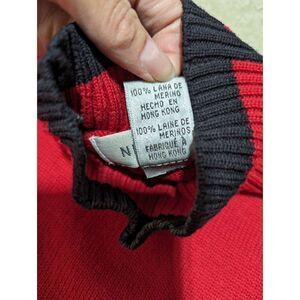 100% LANA DE
MERINO
HECHO EN
HONG KONG
100% LAINE DE
MERINOS
FABRIQUÉ À
HONG KONG
N